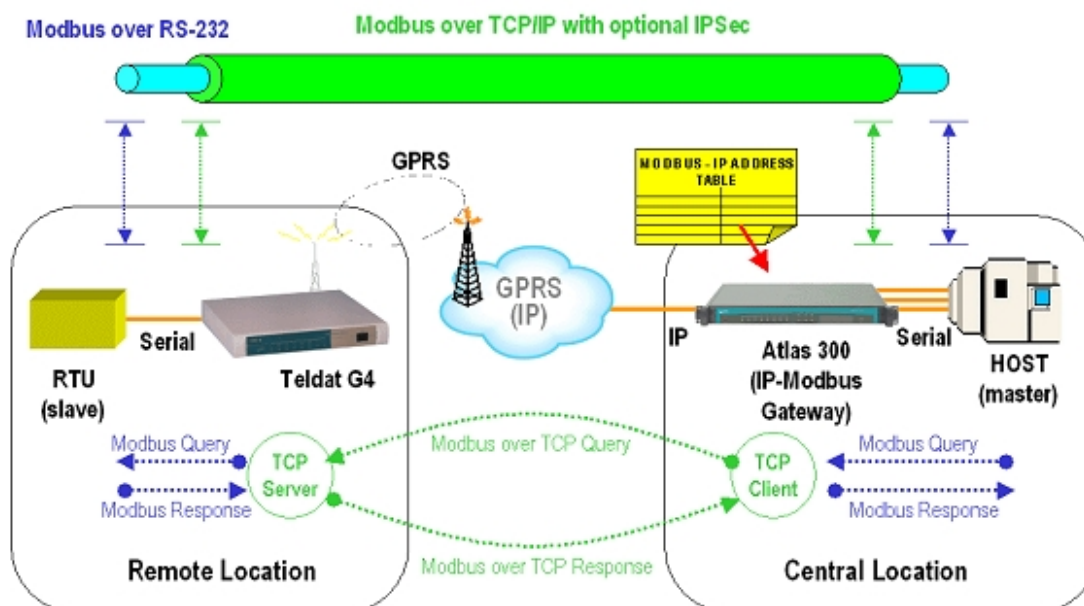 Modbus over RS-232
Modbus over TCP/IP with optional IPSec
GPRS
MODBUS - IP ADDRESS
TABLE
GPRS
(IP)
Serial
IP
Serial
RTU
(slave)
Teldat G4
Atlas 300
(IP-Modbus
Gateway)
HOST
(master)
Modbus Query
Modbus Response
TCP
Server
Modbus over TCP Query
Modbus over TCP Response
TCP
Client
Modbus Query
Modbus Response
Remote Location
Central Location